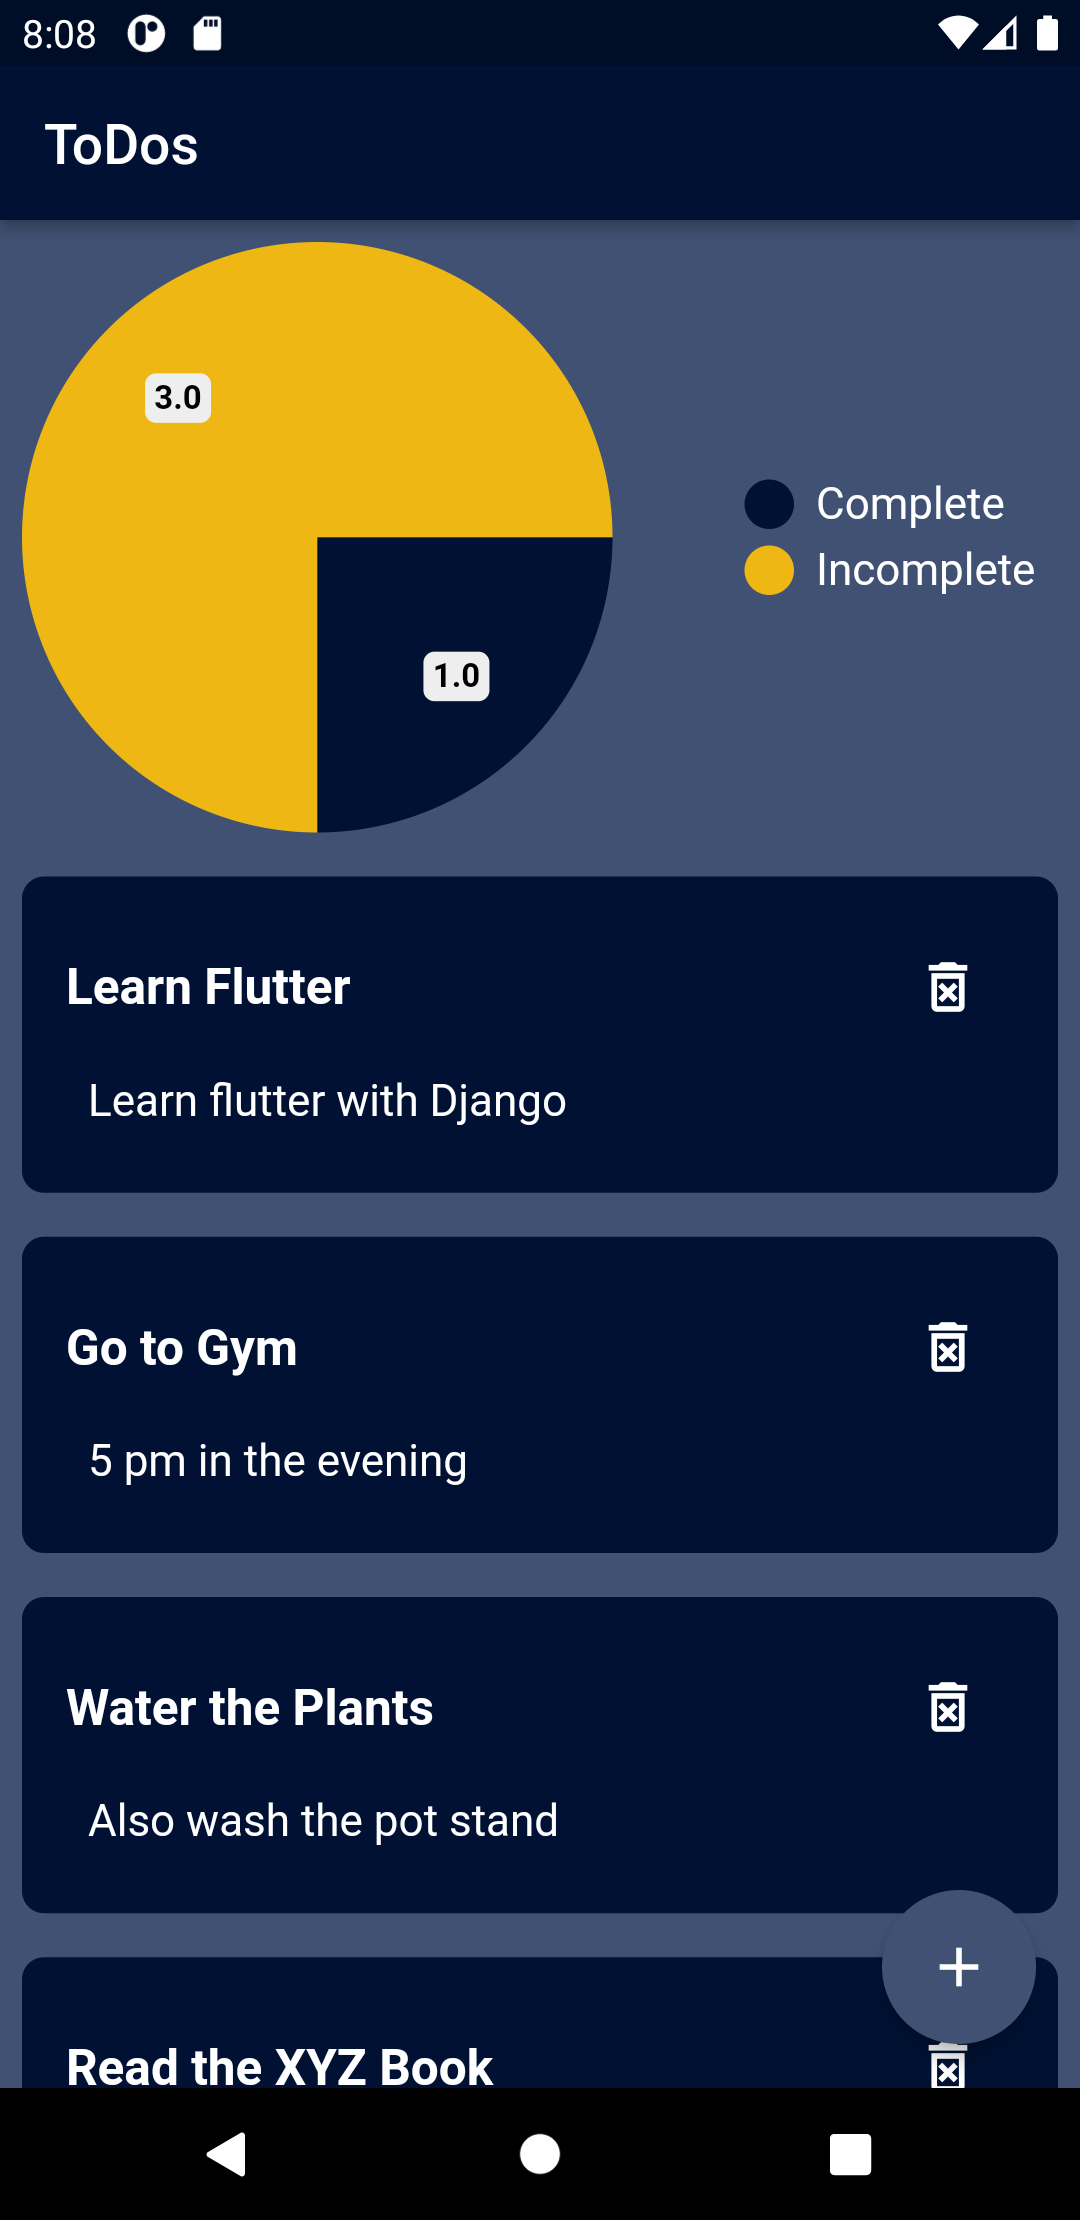 8:08
ToDos
3.0
Complete
Incomplete
1.0
Learn Flutter
Learn flutter with Django
Go to Gym
5 pm in the evening
Water the Plants
Also wash the pot stand
Read the XYZ Book